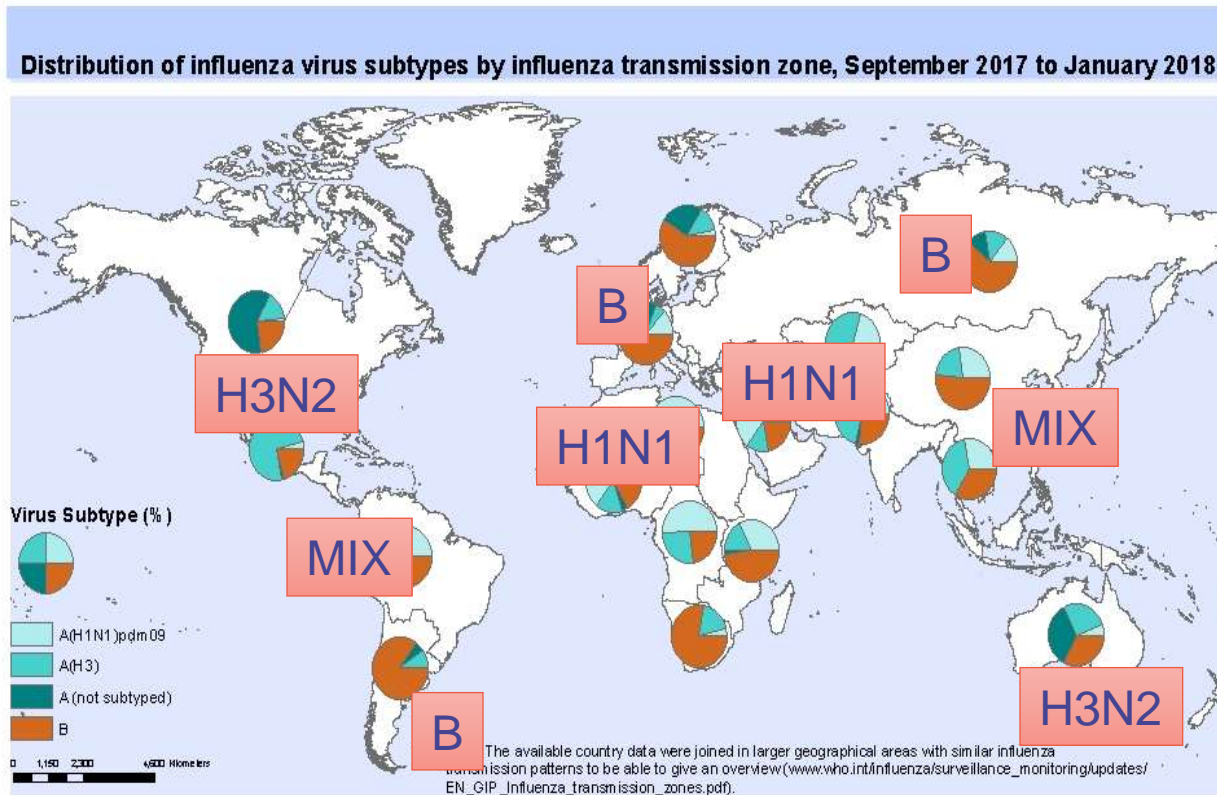 Distribution of influenza virus subtypes by influenza transmission zone, September 2017 to January 2018
B
B
H3N2
H1N1
H1N1
MIX
MIX
H3N2
B
Virus Subtype (%)
A(H1N1)pdm09
A(H3)
A (not subtyped)
B
0 1,150 2,300 4,600 Kilometers
The available country data were joined in larger geographical areas with similar influenza
transmission patterns to be able to give an overview (www.who.int/influenza/surveillance_monitoring/updates/
EN_GIP_Influenza_transmission_zones.pdf).